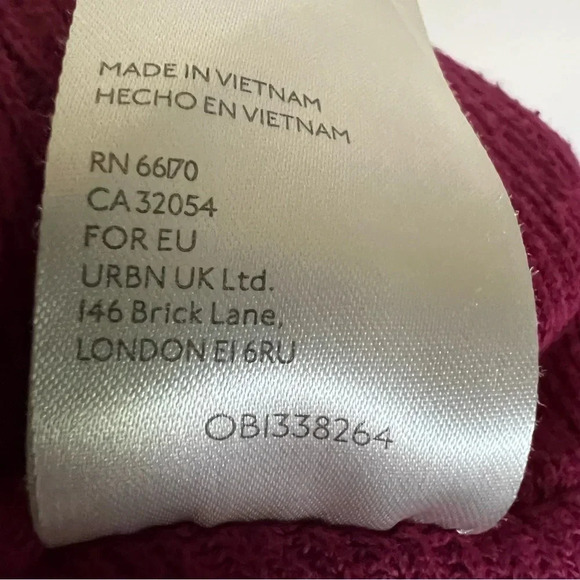 MADE IN VIETNAM
HECHO EN VIETNAM
RN 66170
CA 32054
FOR EU
URBN UK Ltd.
146 Brick Lane,
LONDON E1 6RU
OB1338264